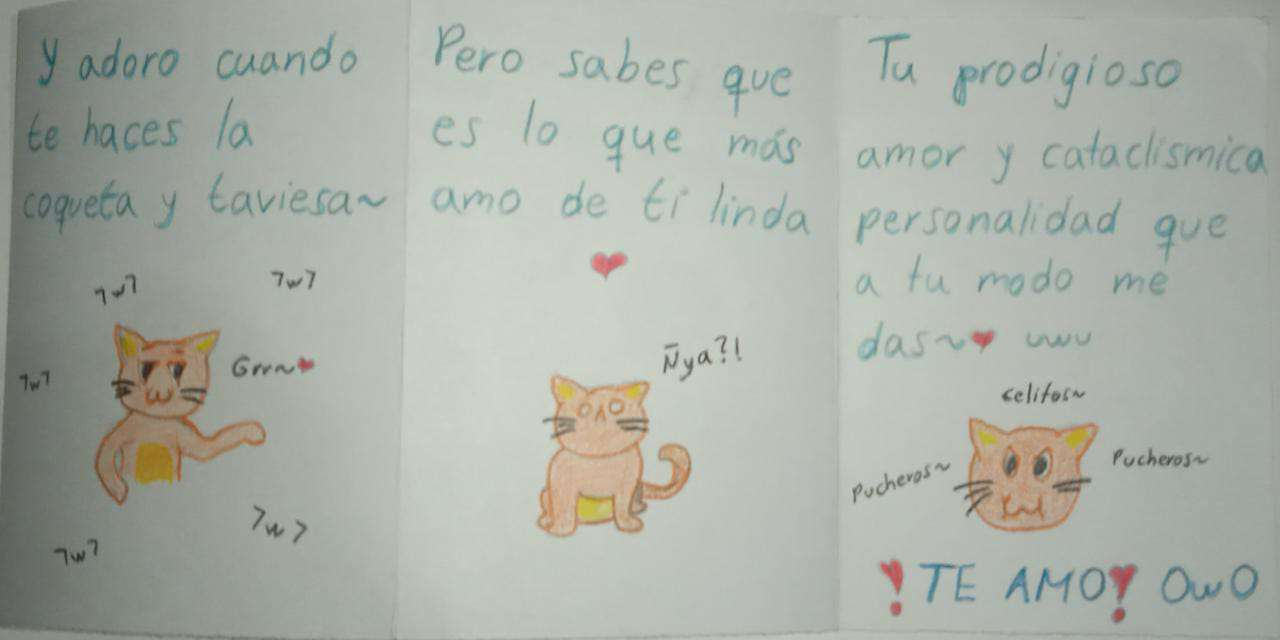 y adoro cuando
te haces la
coqueta y taviesa~
7w7
7w7
7w7
Grr~❤
7w7
7w7
Pero sabes que
es lo que más
amo de ti linda
❤
Ñya?!
Tu prodigioso
amor y cataclismica
personalidad que
a tu modo me
das~❤ uwu
celitos~
Pucheros~
Pucheros~
❣TE AMO❣ OwO